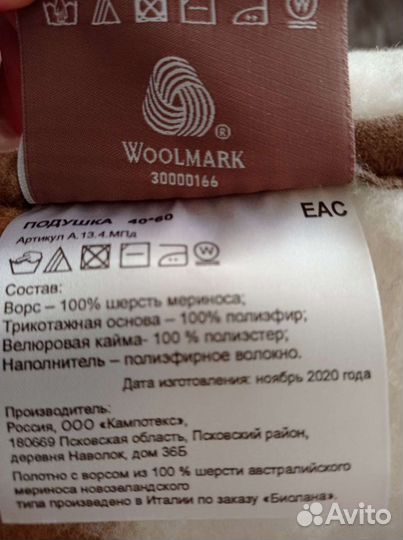 WOOLMARK
30000166
ПОДУШКА 40*60
EAC
Артикул А.13.4.МПд
Состав:
Ворс – 100% шерсть мериноса;
Трикотажная основа – 100% полиэфир;
Велюровая кайма- 100 % полиэстер;
Наполнитель – полиэфирное волокно.
Дата изготовления: ноябрь 2020 года
Производитель:
Россия, ООО «Кампотекс»,
180669 Псковская область, Псковский район,
деревня Наволок, дом 36Б
Полотно с ворсом из 100 % шерсти австралийского
мериноса новозеландского
типа произведено в Италии по заказу «Биолана».
Avito